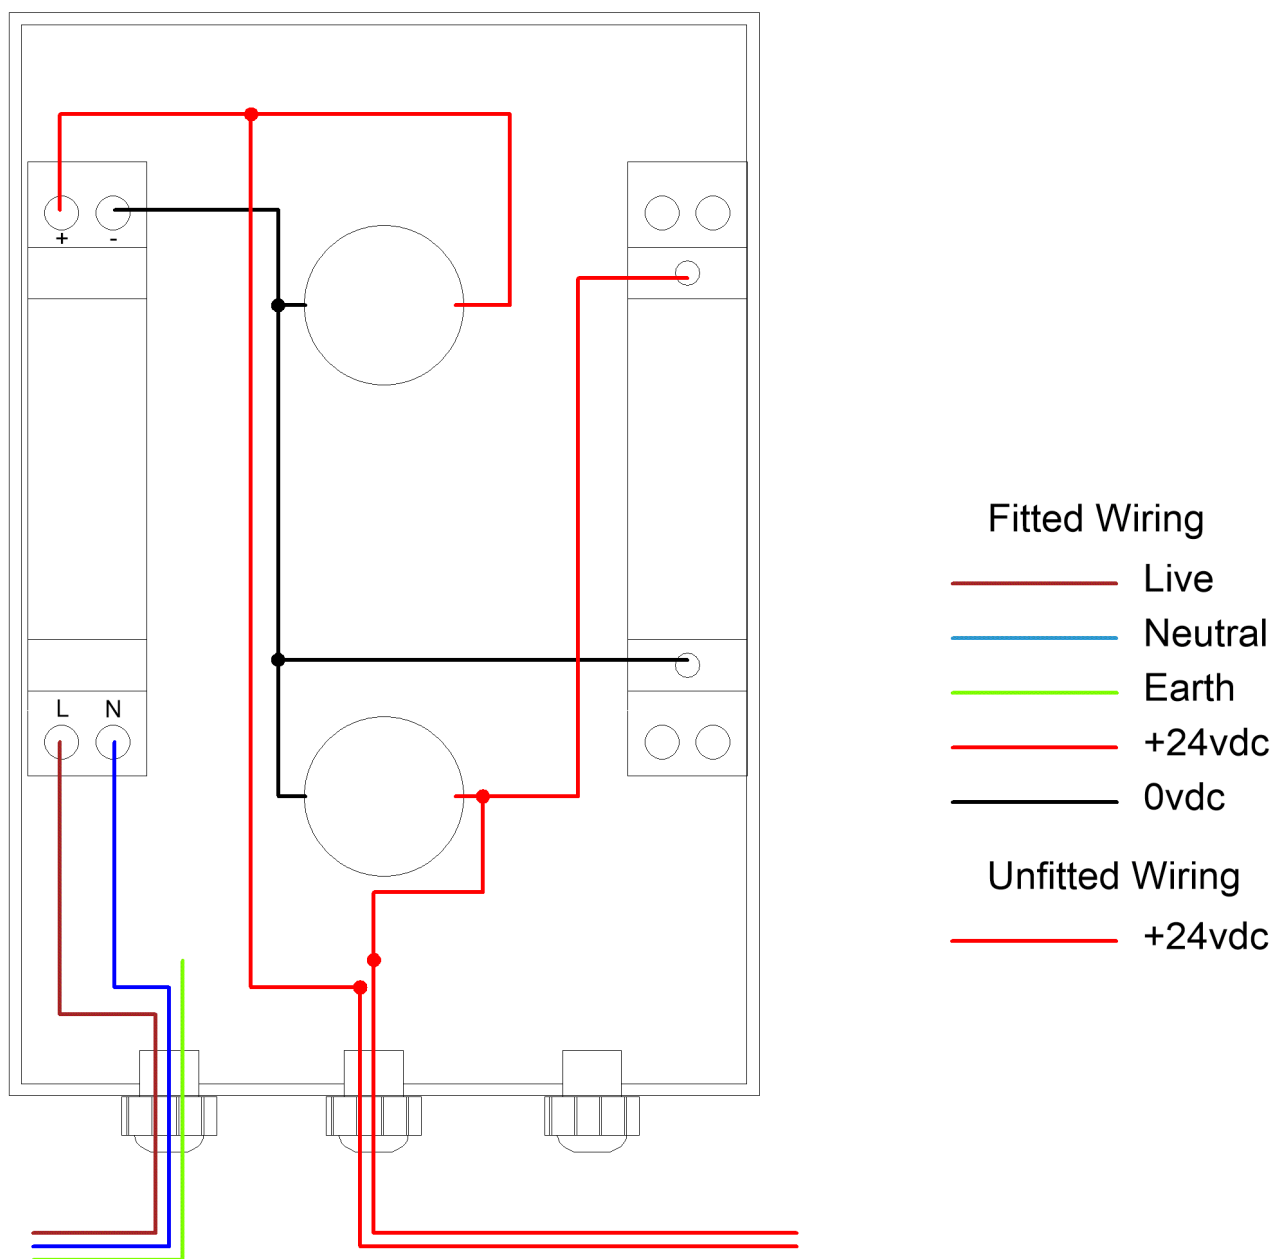 + -
L N
Fitted Wiring
Live
Neutral
Earth
+24vdc
0vdc
Unfitted Wiring
+24vdc